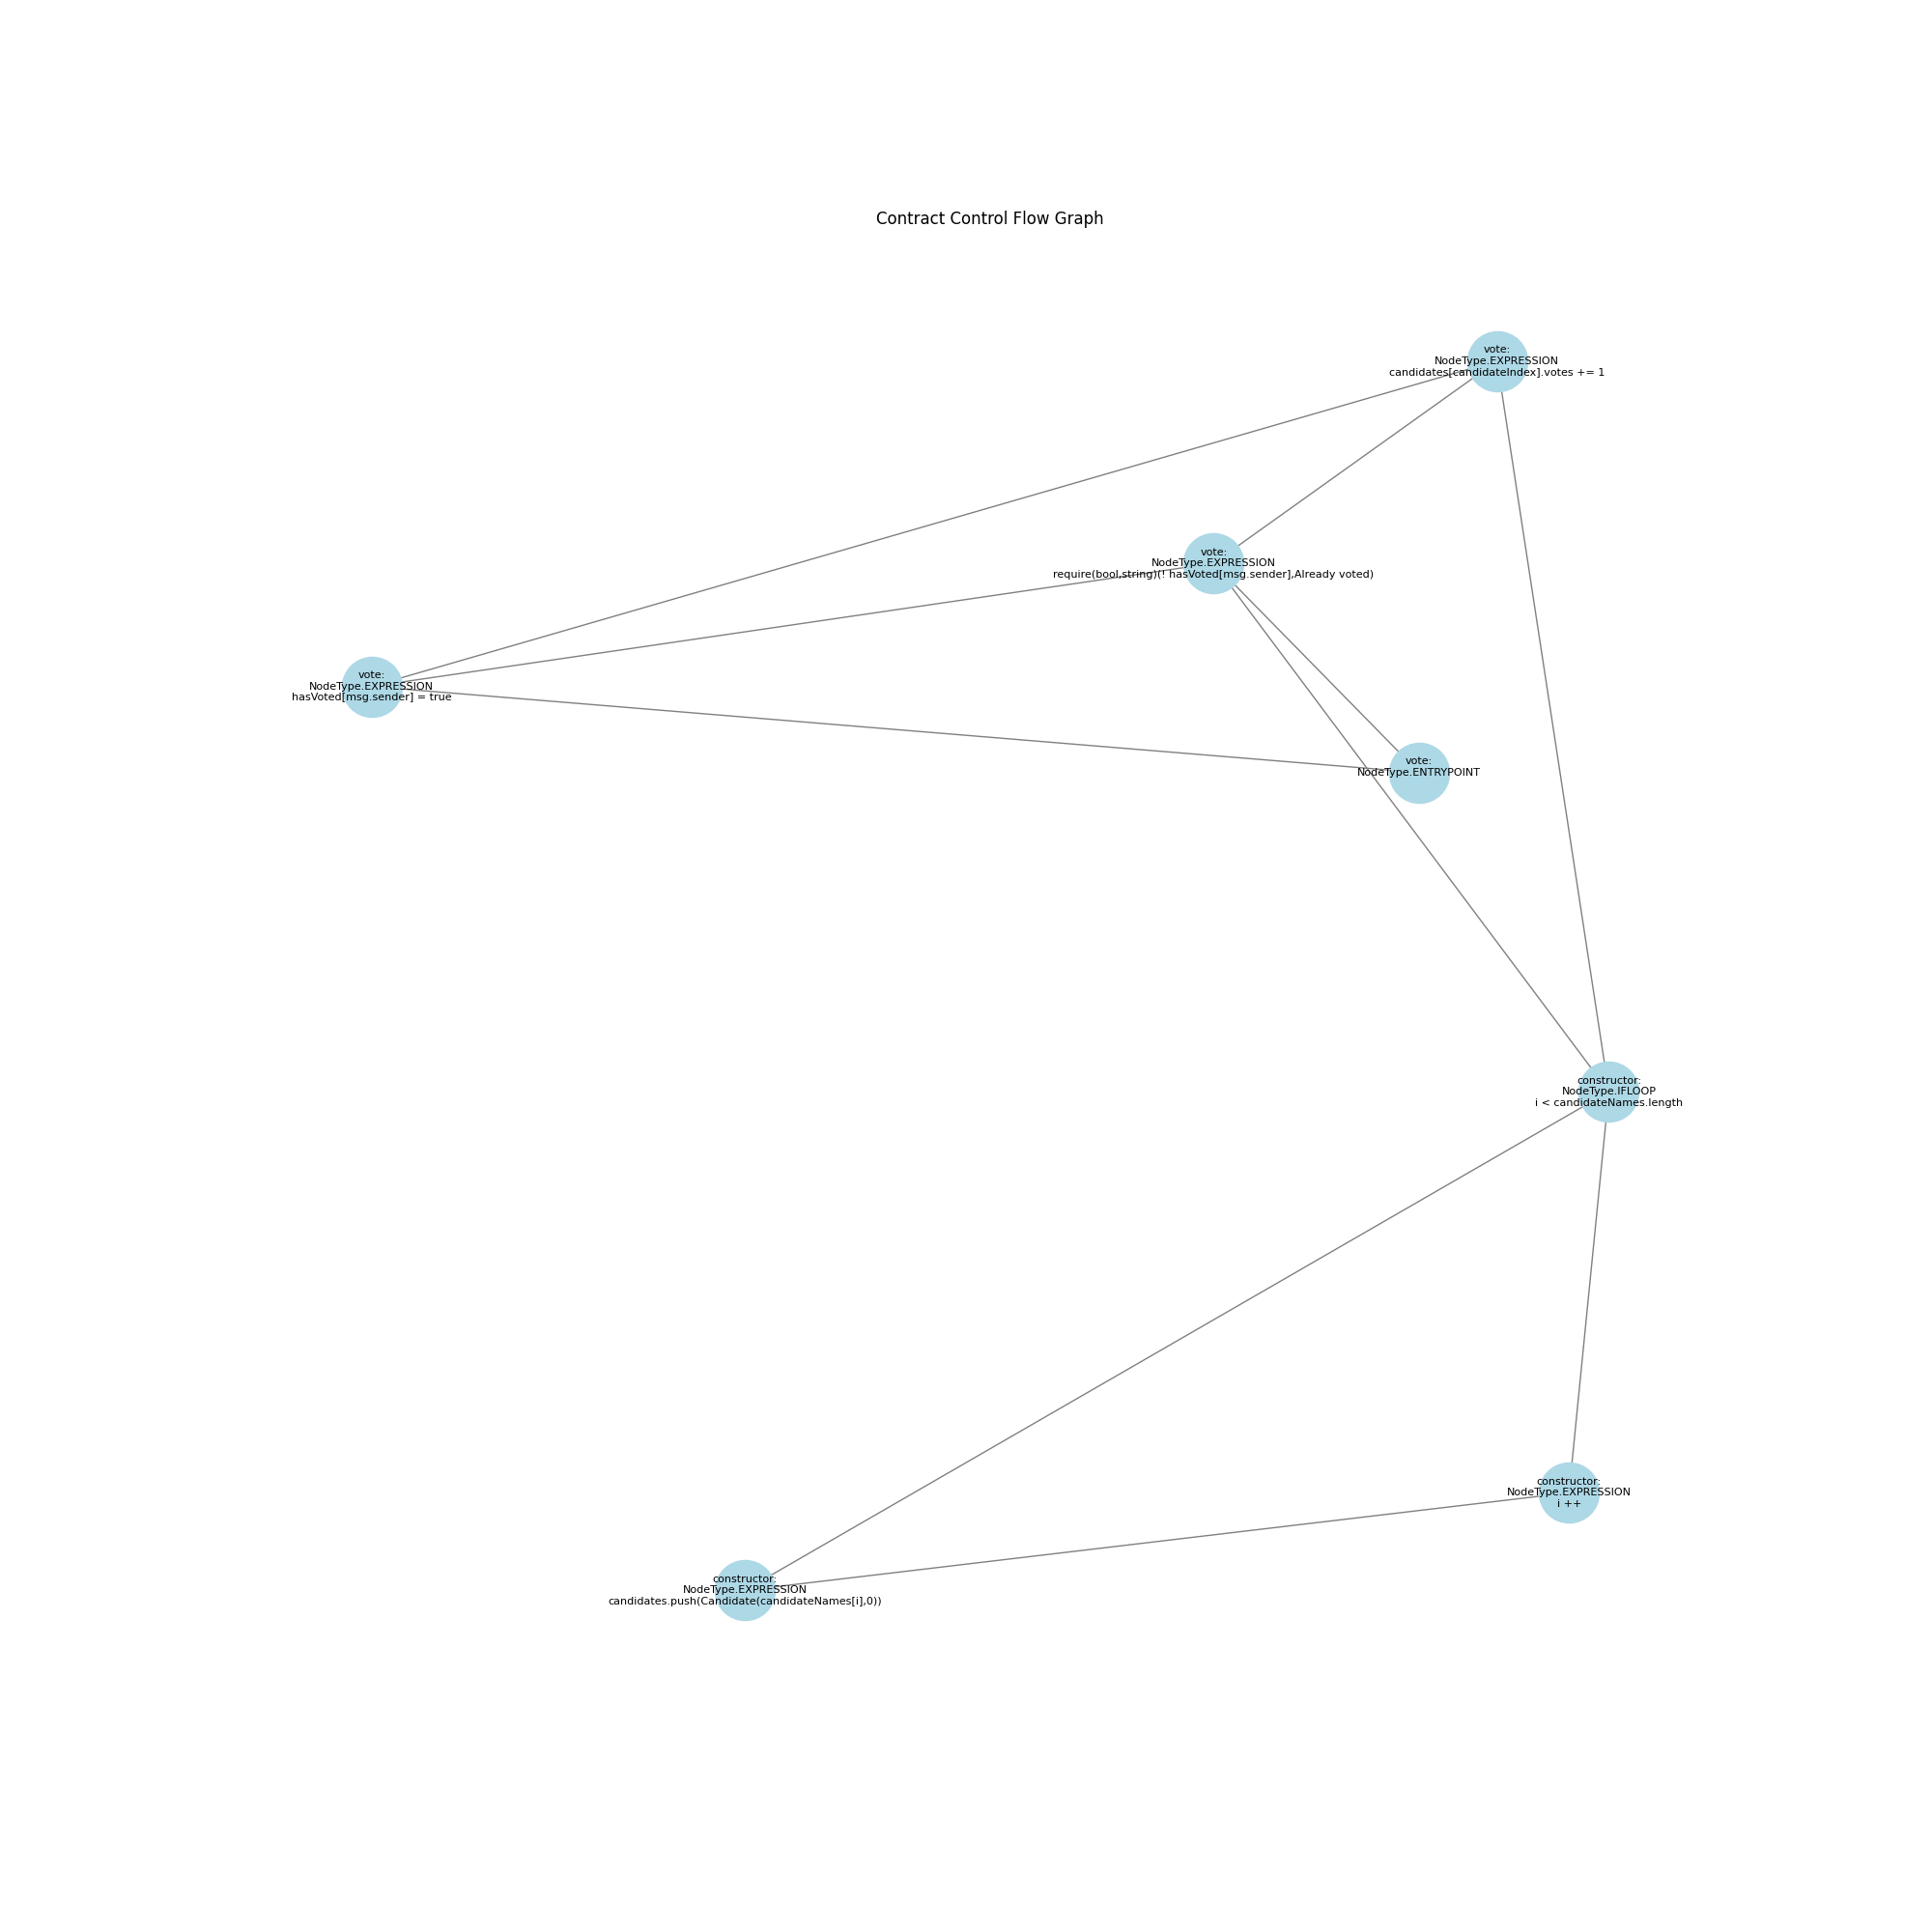 Contract Control Flow Graph
vote:
NodeType.EXPRESSION
candidates[candidateIndex].votes += 1
vote:
NodeType.EXPRESSION
require(bool,string)(! hasVoted[msg.sender],Already voted)
vote:
NodeType.EXPRESSION
hasVoted[msg.sender] = true
vote:
NodeType.ENTRYPOINT
constructor:
NodeType.IFLOOP
i < candidateNames.length
constructor:
NodeType.EXPRESSION
i ++
constructor:
NodeType.EXPRESSION
candidates.push(Candidate(candidateNames[i],0))